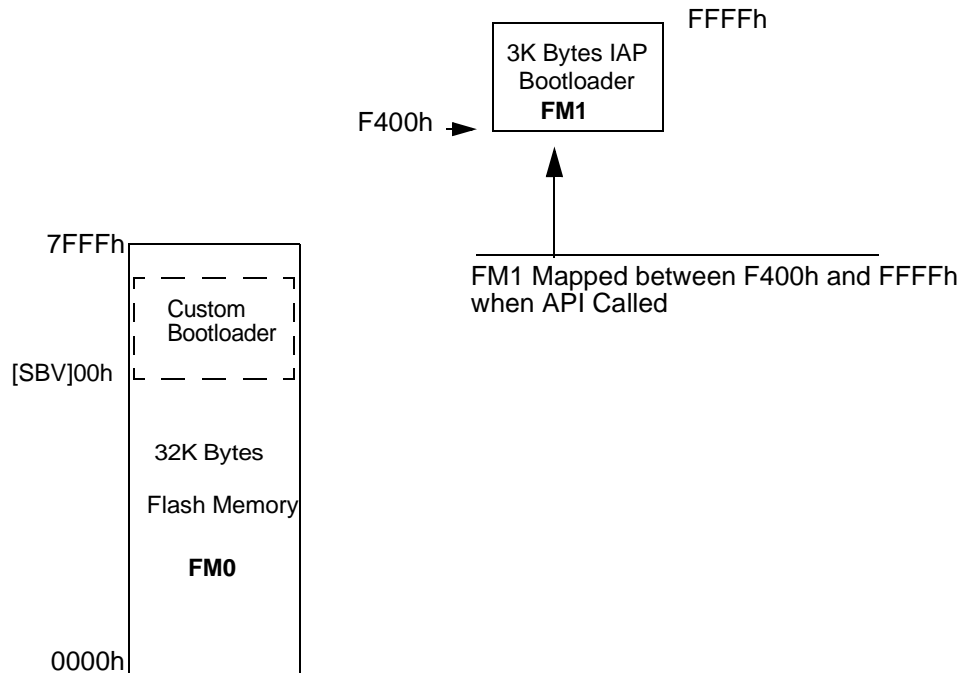 FFFFh
3K Bytes IAP
Bootloader
FM1
F400h
7FFFh
FM1 Mapped between F400h and FFFFh
when API Called
Custom
Bootloader
[SBV]00h
32K Bytes
Flash Memory
FM0
0000h